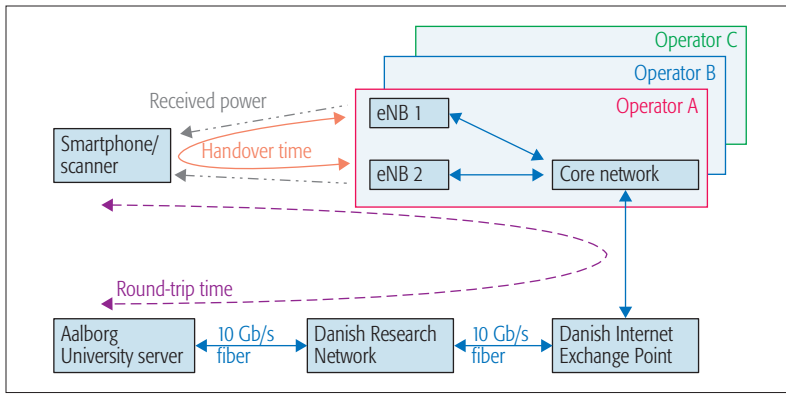 Operator C
Operator B
Operator A
Received power
eNB 1
Smartphone/
scanner
Handover time
eNB 2
Core network
Round-trip time
Aalborg
University server
10 Gb/s
fiber
Danish Research
Network
10 Gb/s
fiber
Danish Internet
Exchange Point